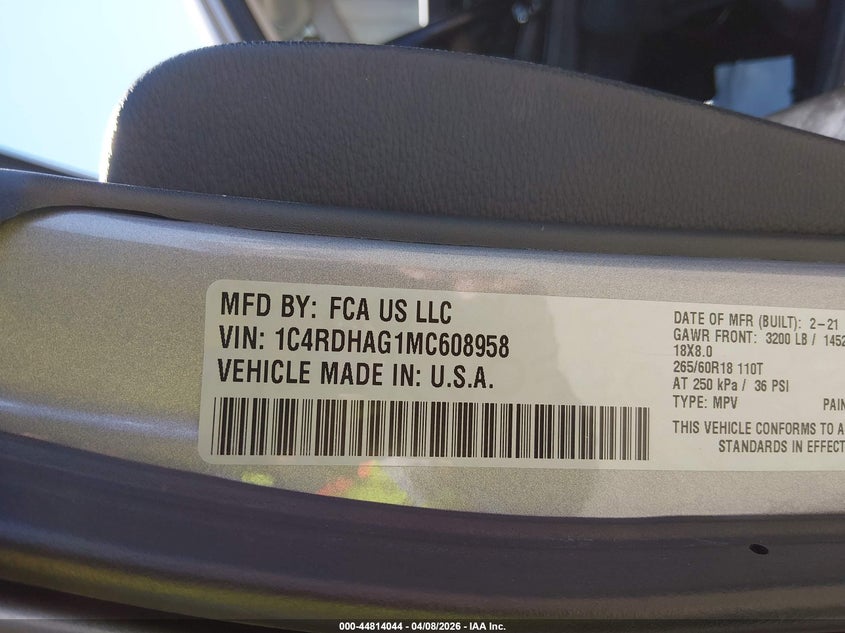 MFD BY: FCA US LLC
VIN: 1C4RDHAG1MC608958
VEHICLE MADE IN: U.S.A.
DATE OF MFR (BUILT): 2-21
GAWR FRONT: 3200 LB / 1452
18X8.0
265/60R18 110T
AT 250 kPa / 36 PSI
TYPE: MPV PAIN
THIS VEHICLE CONFORMS TO A
STANDARDS IN EFFECT
000-44814044 - 04/08/2026 - IAA Inc.